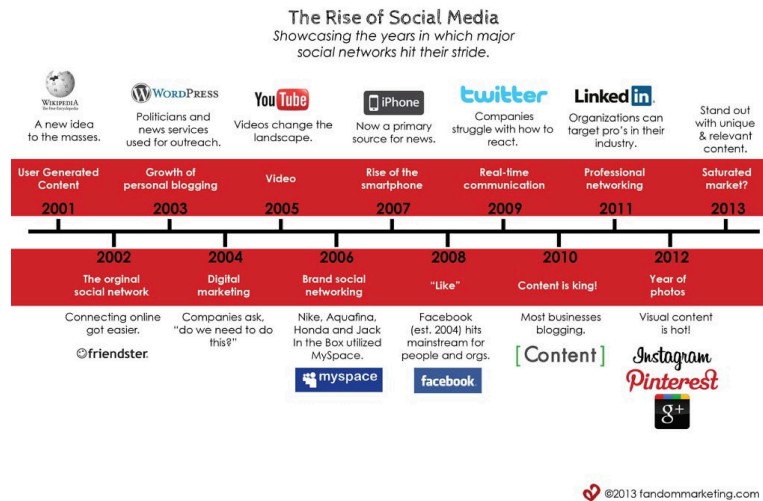 The Rise of Social Media
Showcasing the years in which major
social networks hit their stride.
WIKIPEDIA
The Free Encyclopedia
A new idea
to the masses.
WORDPRESS
Politicians and
news services
used for outreach.
YouTube
Videos change the
landscape.
iPhone
Now a primary
source for news.
twitter
Companies
struggle with how to
react.
Linked in
Organizations can
target pro's in their
industry.
Stand out
with unique
& relevant
content.
User Generated
Content
2001
Growth of
personal blogging
2003
Video
2005
Rise of the
smartphone
2007
Real-time
communication
2009
Professional
networking
2011
Saturated
market?
2013
2002
The orginal
social network
Connecting online
got easier.
friendster
2004
Digital
marketing
Companies ask,
"do we need to do
this?"
2006
Brand social
networking
Nike, Aquafina,
Honda and Jack
In the Box utilized
MySpace.
myspace
2008
"Like"
Facebook
(est. 2004) hits
mainstream for
people and orgs.
facebook
2010
Content is king!
Most businesses
blogging.
[Content]
2012
Year of
photos
Visual content
is hot!
Instagram
Pinterest
g+
©2013 fandommarketing.com